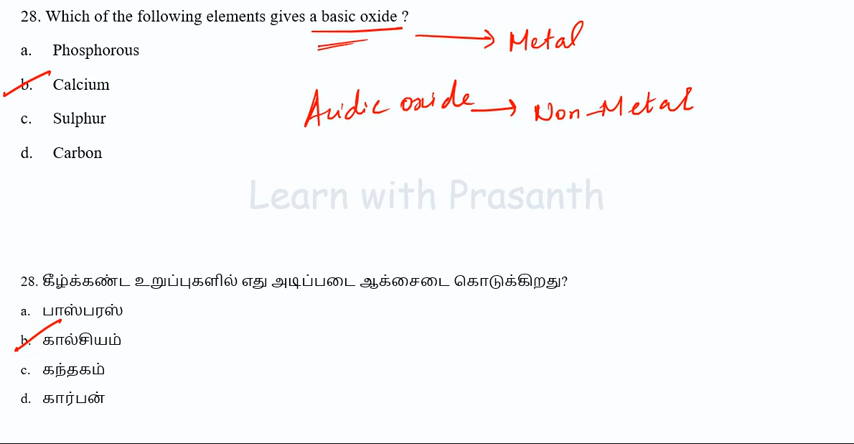 28. Which of the following elements gives a basic oxide ?
→ Metal
a. Phosphorous
b. Calcium
Acidic oxide → Non-Metal
c. Sulphur
d. Carbon
Learn with Prasanth
28. கீழ்க்கண்ட உறுப்புகளில் எது அடிப்படை ஆக்சைடை கொடுக்கிறது?
a. பாஸ்பரஸ்
b. கால்சியம்
c. கந்தகம்
d. கார்பன்